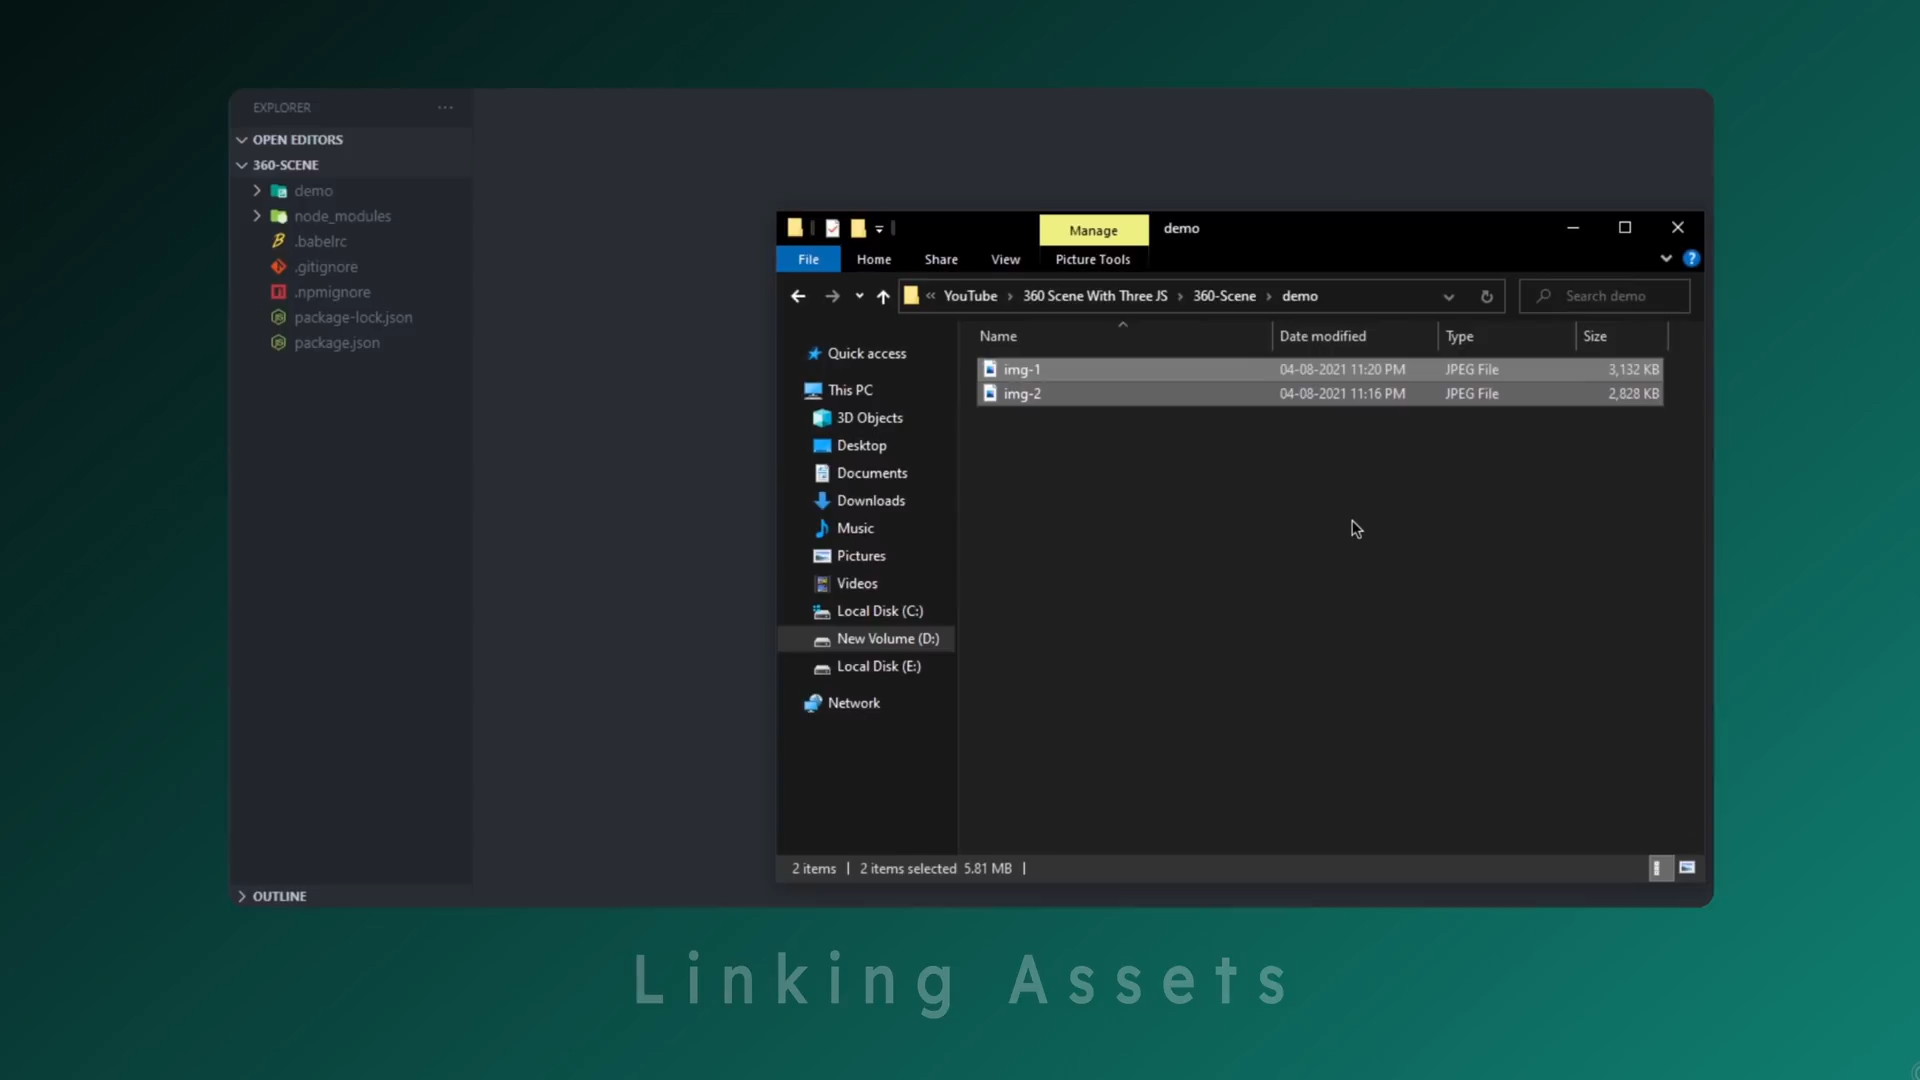 EXPLORER
OPEN EDITORS
360-SCENE
demo
node_modules
.babelrc
.gitignore
.npmignore
package-lock.json
package.json
OUTLINE
Manage
demo
File
Home
Share
View
Picture Tools
« YouTube › 360 Scene With Three JS › 360-Scene › demo
Search demo
Name
Date modified
Type
Size
img-1 04-08-2021 11:20 PM JPEG File 3,132 KB
img-2 04-08-2021 11:16 PM JPEG File 2,828 KB
Quick access
This PC
3D Objects
Desktop
Documents
Downloads
Music
Pictures
Videos
Local Disk (C:)
New Volume (D:)
Local Disk (E:)
Network
2 items | 2 items selected 5.81 MB |
Linking Assets